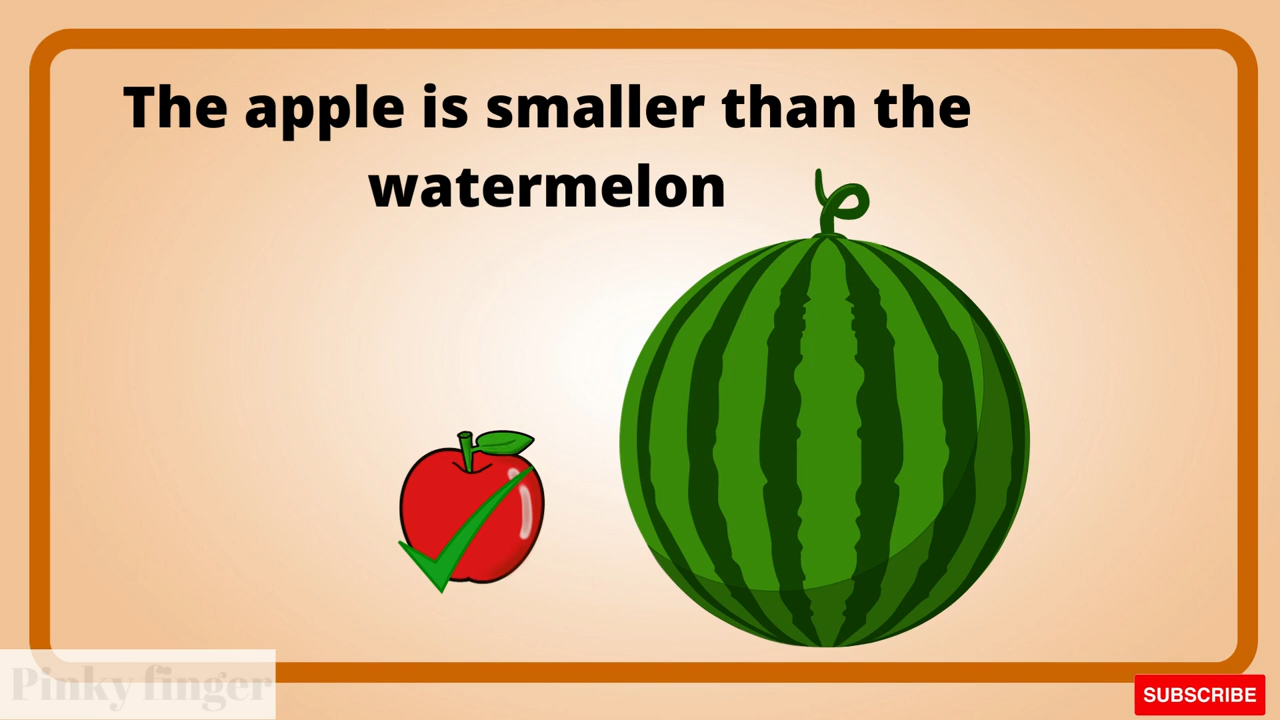 The apple is smaller than the
watermelon
Pinky finger
SUBSCRIBE